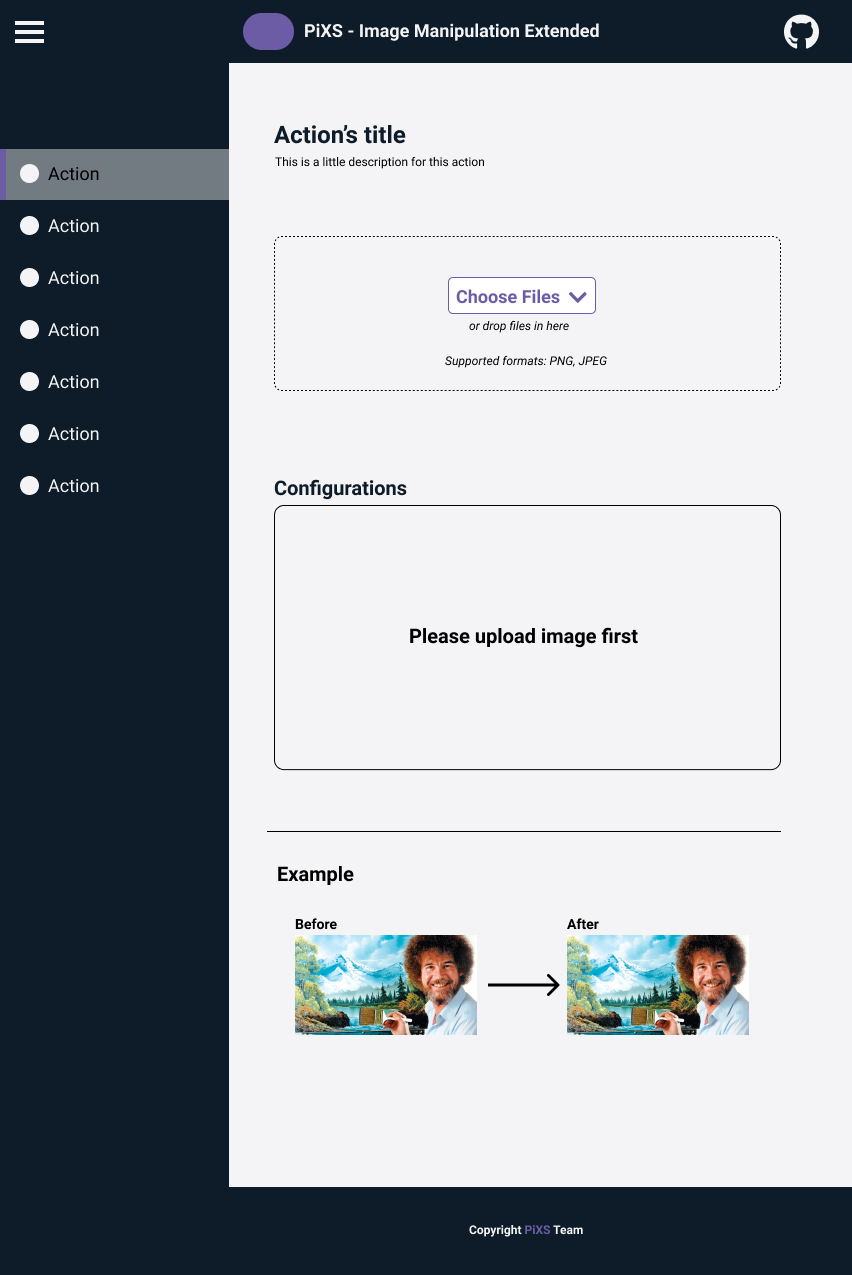 PiXS - Image Manipulation Extended
Action
Action
Action
Action
Action
Action
Action
Action’s title
This is a little description for this action
Choose Files
or drop files in here
Supported formats: PNG, JPEG
Configurations
Please upload image first
Example
Before
After
Copyright PiXS Team